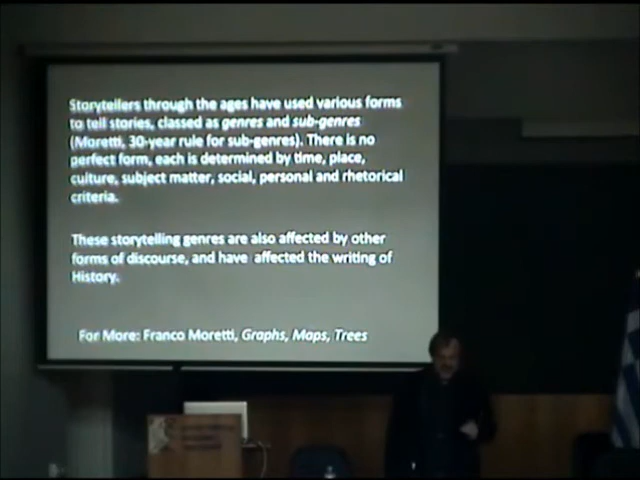 Storytellers through the ages have used various forms
to tell stories, classed as genres and sub-genres
(Moretti, 30-year rule for sub-genres). There is no
perfect form, each is determined by time, place,
culture, subject matter, social, personal and rhetorical
criteria.
These storytelling genres are also affected by other
forms of discourse, and have affected the writing of
History.
For More: Franco Moretti, Graphs, Maps, Trees